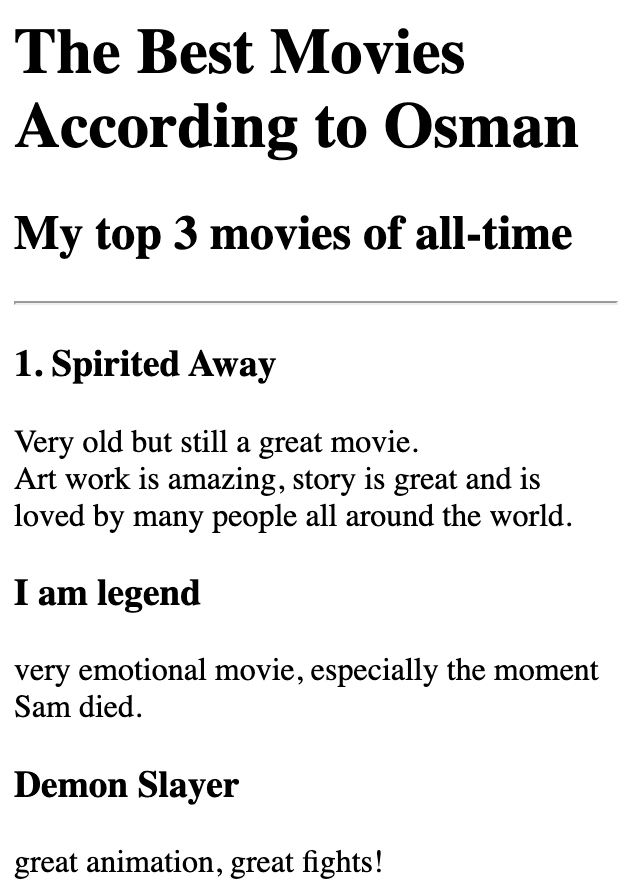 The Best Movies
According to Osman
My top 3 movies of all-time
1. Spirited Away
Very old but still a great movie.
Art work is amazing, story is great and is
loved by many people all around the world.
I am legend
very emotional movie, especially the moment
Sam died.
Demon Slayer
great animation, great fights!